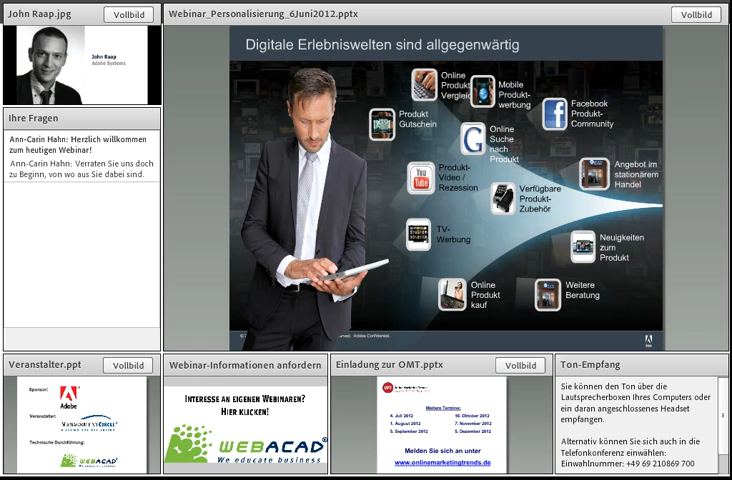 John Raap.jpg
Vollbild
Webinar_Personalisierung_6Juni2012.pptx
Vollbild
John Raap
Adobe Systems
Ihre Fragen
Ann-Carin Hahn: Herzlich willkommen
zum heutigen Webinar!
Ann-Carin Hahn: Verraten Sie uns doch
zu Beginn, von wo aus Sie dabei sind.
Digitale Erlebniswelten sind allgegenwärtig
Online
Produkt
Vergleic
Mobile
Produkt-
werbung
Facebook
Produkt-
Community
Produkt
Gutschein
G
Online
Suche
nach
Produkt
You
Tube
Produkt-
Video /
Rezession
Angebot im
stationärem
Handel
Verfügbare
Produkt-
Zubehör
TV-
Werbung
Neuigkeiten
zum
Produkt
Online
Produkt
kauf
Weitere
Beratung
Adobe Confidential.
Veranstalter.ppt
Vollbild
Sponsor:
Adobe
Veranstalter:
Management Circle
Technische Durchführung:
WEBACAD
Webinar-Informationen anfordern
Interesse an eigenen Webinaren?
Hier klicken!
WEBACAD
We educate business
Einladung zur OMT.pptx
Vollbild
OMT
Weitere Termine:
4. Juli 2012
10. Oktober 2012
1. August 2012
7. November 2012
5. September 2012
5. Dezember 2012
Melden Sie sich an unter
www.onlinemarketingtrends.de
Ton-Empfang
Sie können den Ton über die
Lautsprecherboxen Ihres Computers oder
ein daran angeschlossenes Headset
empfangen.
Alternativ können Sie sich auch in die
Telefonkonferenz einwählen:
Einwahlnummer: +49 69 210869 700